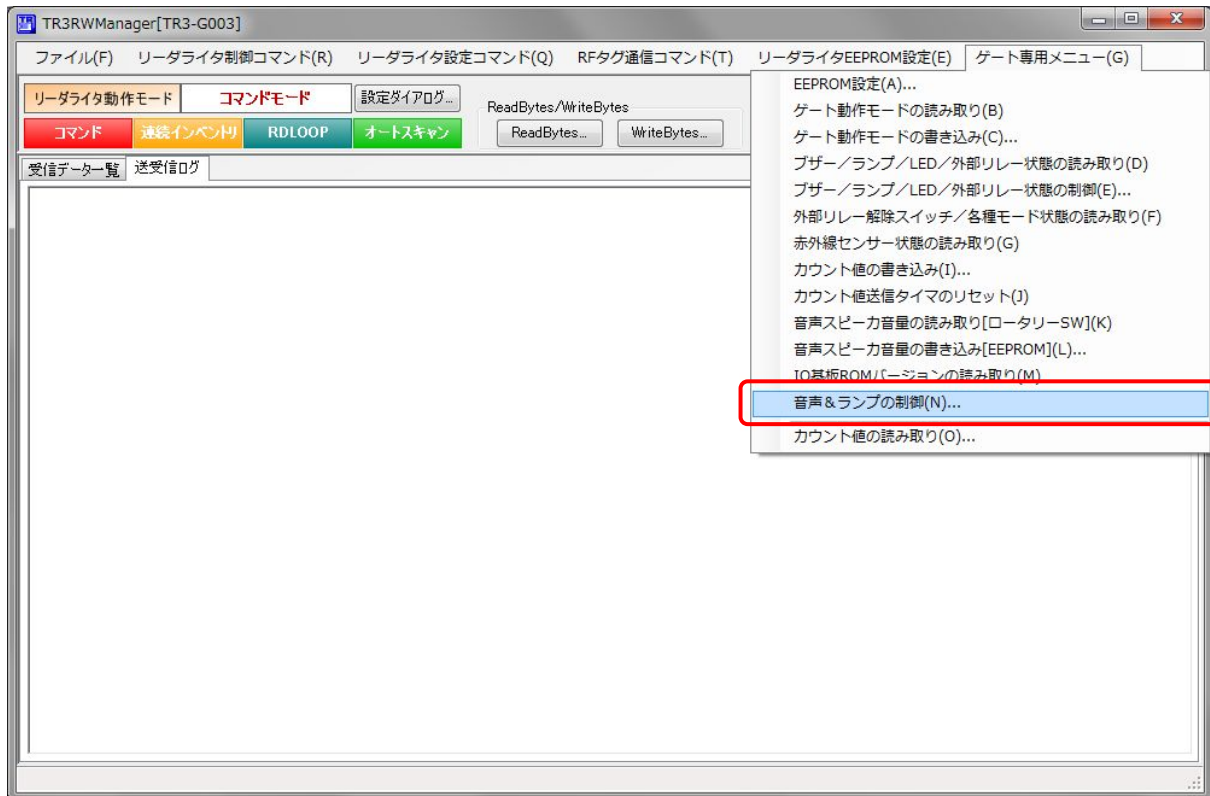 TR3RWManager[TR3-G003]
ファイル(F) リーダライタ制御コマンド(R) リーダライタ設定コマンド(Q) RFタグ通信コマンド(T) リーダライタEEPROM設定(E) ゲート専用メニュー(G)
リーダライタ動作モード コマンドモード 設定ダイアログ...
ReadBytes/WriteBytes
コマンド 連続インベントリ RDLOOP オートスキャン ReadBytes... WriteBytes...
受信データ一覧 送受信ログ
EEPROM設定(A)...
ゲート動作モードの読み取り(B)
ゲート動作モードの書き込み(C)...
ブザー／ランプ／LED／外部リレー状態の読み取り(D)
ブザー／ランプ／LED／外部リレー状態の制御(E)...
外部リレー解除スイッチ／各種モード状態の読み取り(F)
赤外線センサー状態の読み取り(G)
カウント値の書き込み(I)...
カウント値送信タイマのリセット(J)
音声スピーカ音量の読み取り[ロータリーSW](K)
音声スピーカ音量の書き込み[EEPROM](L)...
IO基板ROMバージョンの読み取り(M)
音声＆ランプの制御(N)...
カウント値の読み取り(O)...